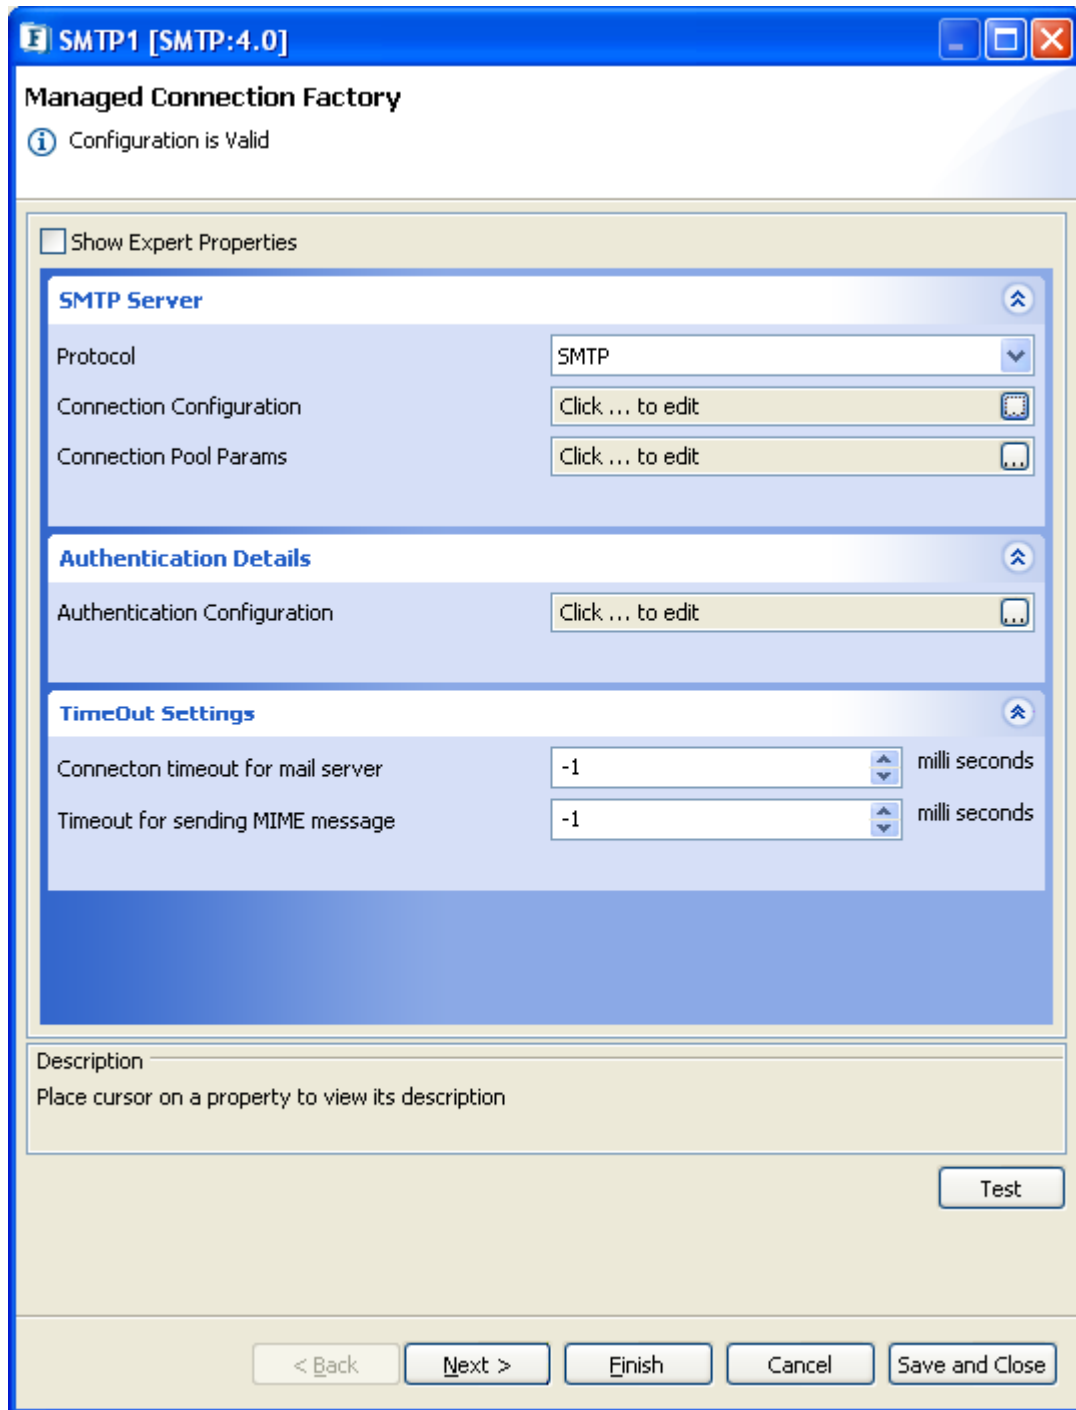 SMTP1 [SMTP:4.0]
Managed Connection Factory
Configuration is Valid
Show Expert Properties
SMTP Server
Protocol SMTP
Connection Configuration Click ... to edit ...
Connection Pool Params Click ... to edit ...
Authentication Details
Authentication Configuration Click ... to edit ...
TimeOut Settings
Connecton timeout for mail server -1 milli seconds
Timeout for sending MIME message -1 milli seconds
Description
Place cursor on a property to view its description
Test
< Back Next > Finish Cancel Save and Close